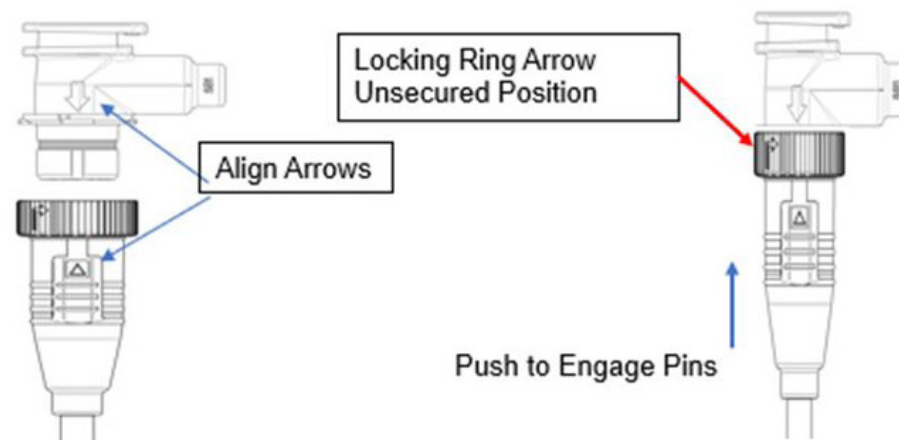 Align Arrows
Locking Ring Arrow
Unsecured Position
Push to Engage Pins